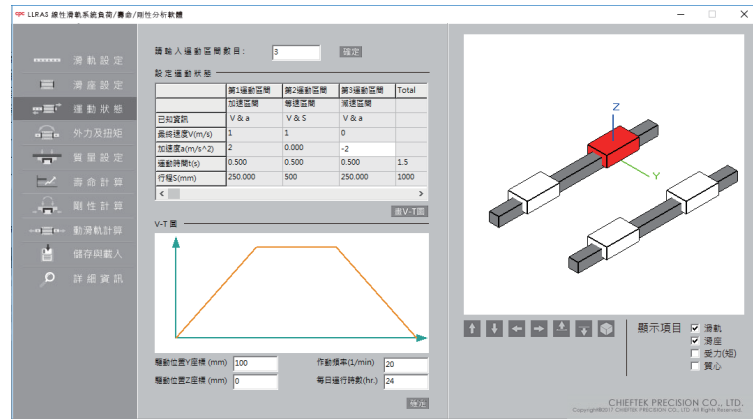 cpc LLRAS 線性滑軌系統負荷/壽命/剛性分析軟體
滑軌設定
滑座設定
運動狀態
外力及扭矩
質量設定
壽命計算
剛性計算
動滑軌計算
儲存與載入
詳細資訊
請輸入運動區間數目: 3 確定
設定運動狀態
第1運動區間 第2運動區間 第3運動區間 Total
加速區間 等速區間 減速區間
已知資訊 V & a V & S V & a
最終速度V(m/s) 1 1 0
加速度a(m/s^2) 2 0.000 -2
運動時間t(s) 0.500 0.500 0.500 1.5
行程S(mm) 250.000 500 250.000 1000
畫V-T圖
V-T 圖
驅動位置Y座標 (mm) 100 作動頻率(1/min) 20
驅動位置Z座標 (mm) 0 每日運行時數(hr.) 24
確定
Z
Y
顯示項目
滑軌
滑座
受力(矩)
質心
CHIEFTEK PRECISION CO., LTD.
Copyright©2017 CHIEFTEK PRECISION CO., LTD. All Rights Reserved.